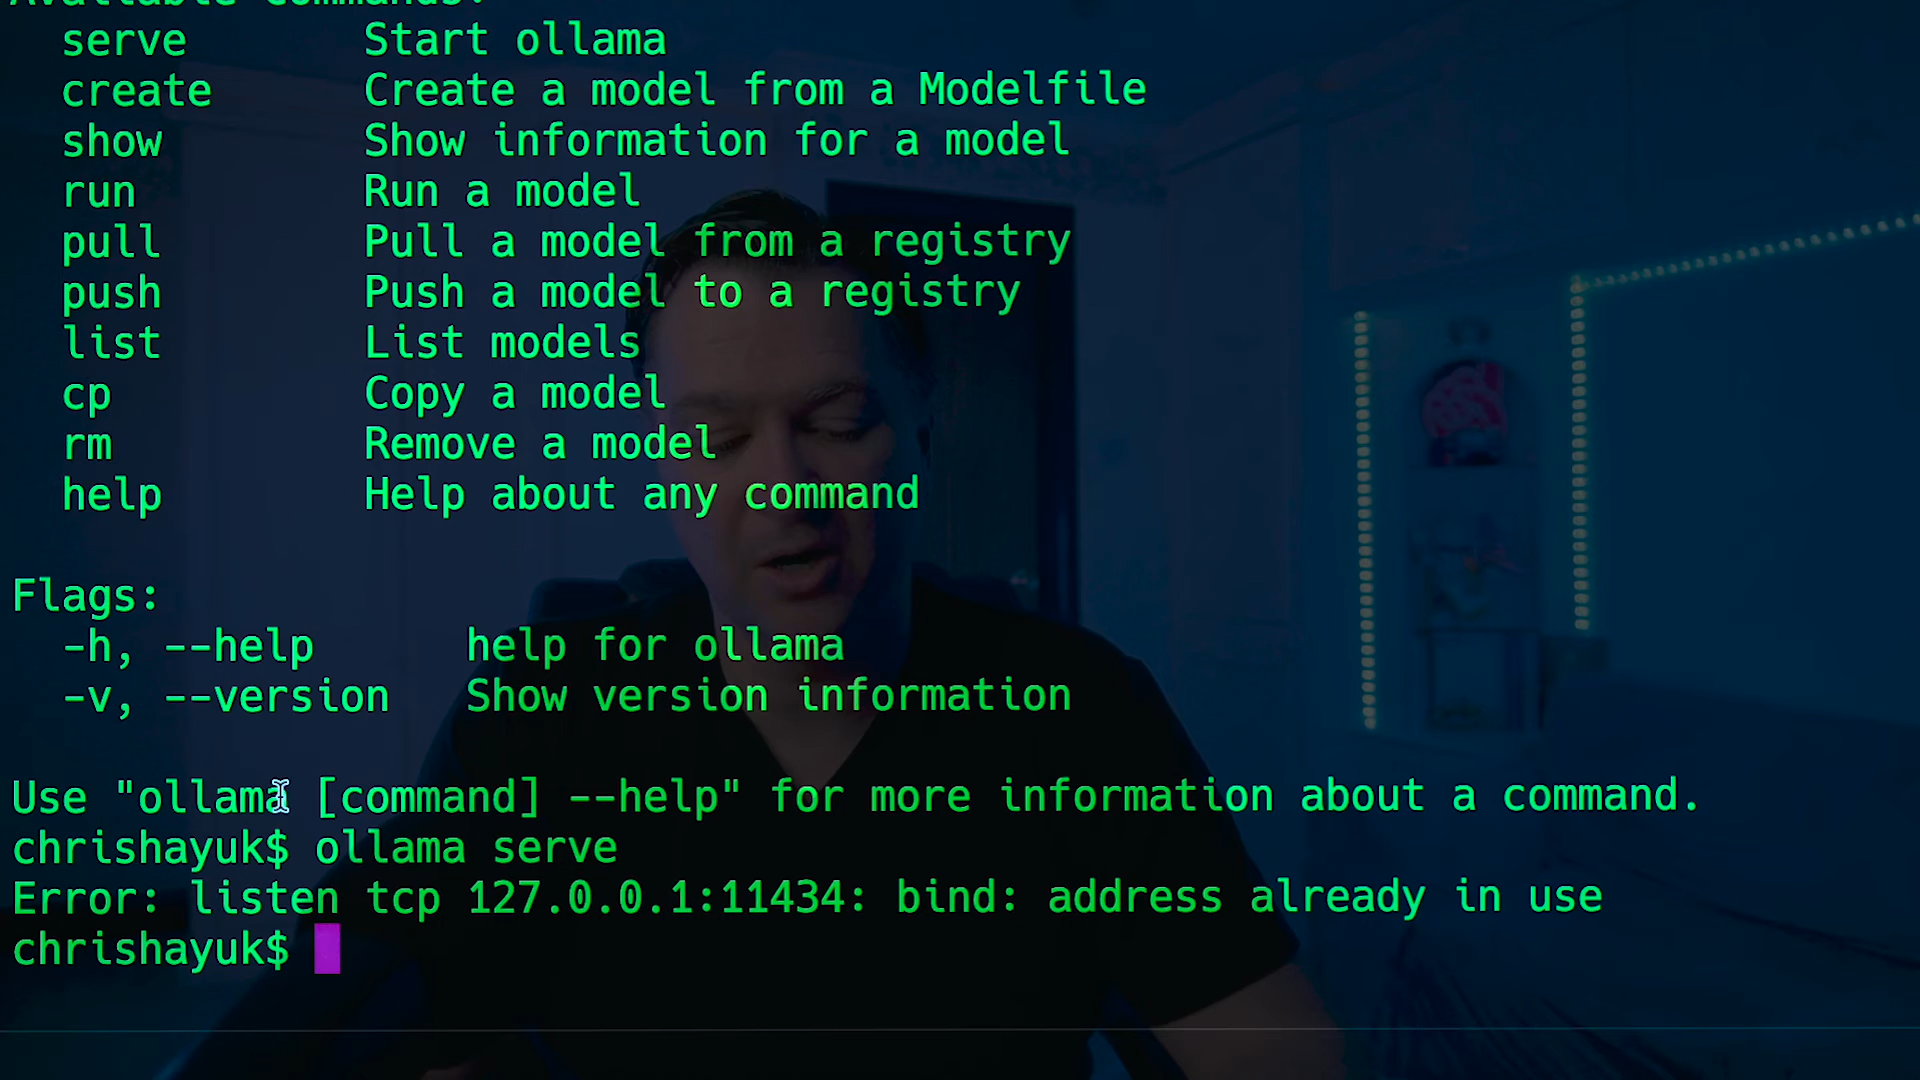 Available Commands:
serve Start ollama
create Create a model from a Modelfile
show Show information for a model
run Run a model
pull Pull a model from a registry
push Push a model to a registry
list List models
cp Copy a model
rm Remove a model
help Help about any command
Flags:
-h, --help help for ollama
-v, --version Show version information
Use "ollama [command] --help" for more information about a command.
chrishayuk$ ollama serve
Error: listen tcp 127.0.0.1:11434: bind: address already in use
chrishayuk$